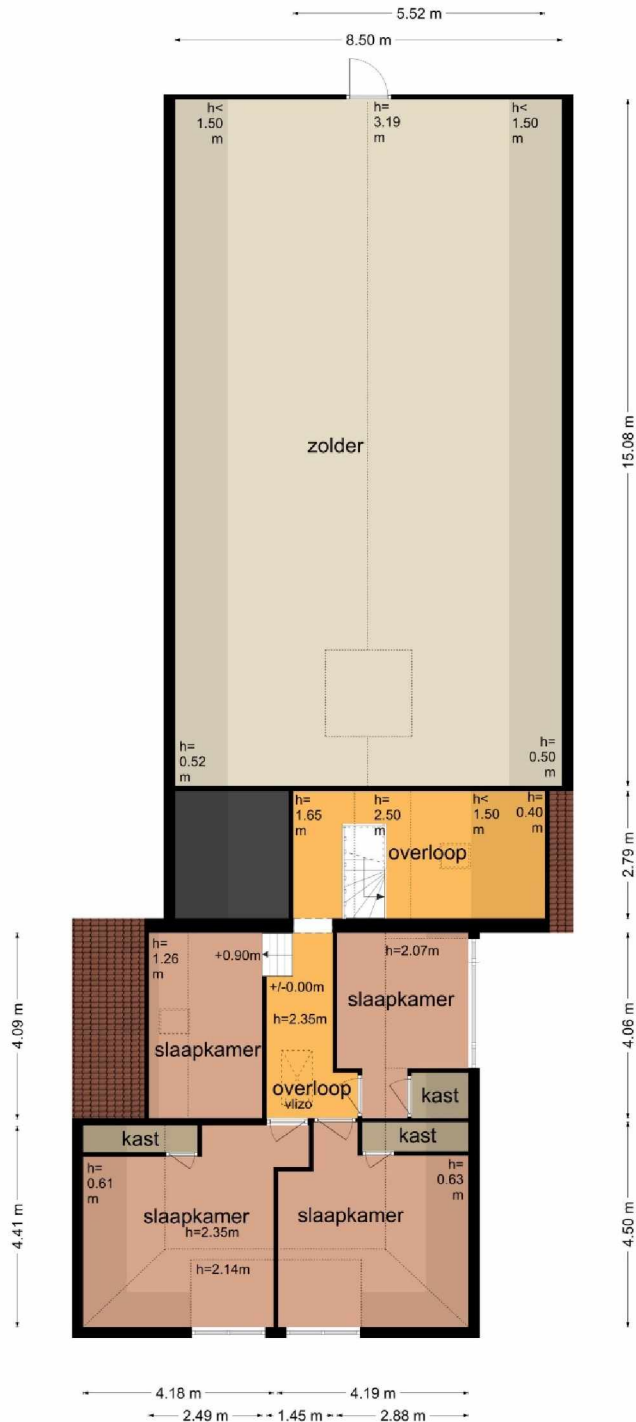 5.52 m
8.50 m
h<
1.50
m
h=
3.19
m
h<
1.50
m
15.08 m
zolder
h=
0.52
m
h=
0.50
m
h=
1.65
m
h=
2.50
m
h<
1.50
m
h=
0.40
m
overloop
2.79 m
h=
1.26
m
+0.90m
h=2.07m
+/-0.00m
slaapkamer
h=2.35m
slaapkamer
4.09 m
4.06 m
overloop
vlizo
kast
kast
kast
h=
0.61
m
h=
0.63
m
slaapkamer
h=2.35m
slaapkamer
h=2.14m
4.41 m
4.50 m
4.18 m
4.19 m
2.49 m
1.45 m
2.88 m